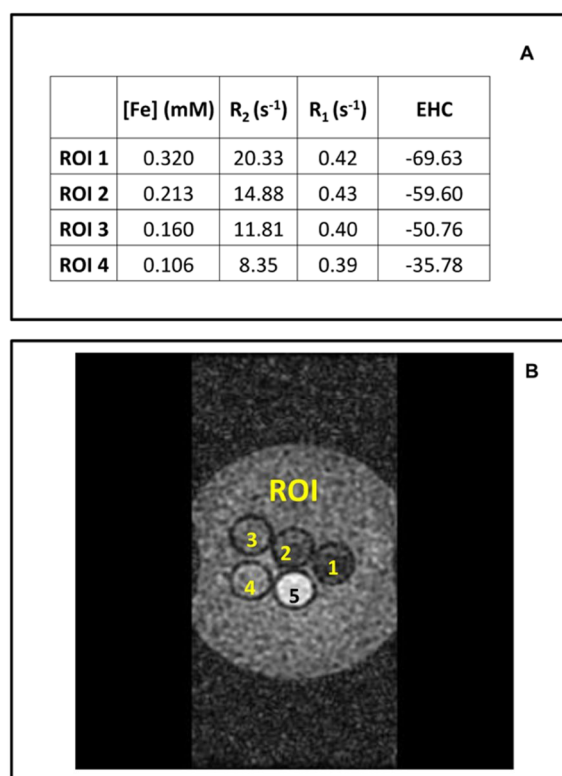 A
[Fe] (mM) R₂ (s⁻¹) R₁ (s⁻¹) EHC
ROI 1 0.320 20.33 0.42 -69.63
ROI 2 0.213 14.88 0.43 -59.60
ROI 3 0.160 11.81 0.40 -50.76
ROI 4 0.106 8.35 0.39 -35.78
B
ROI
3
2
1
4
5